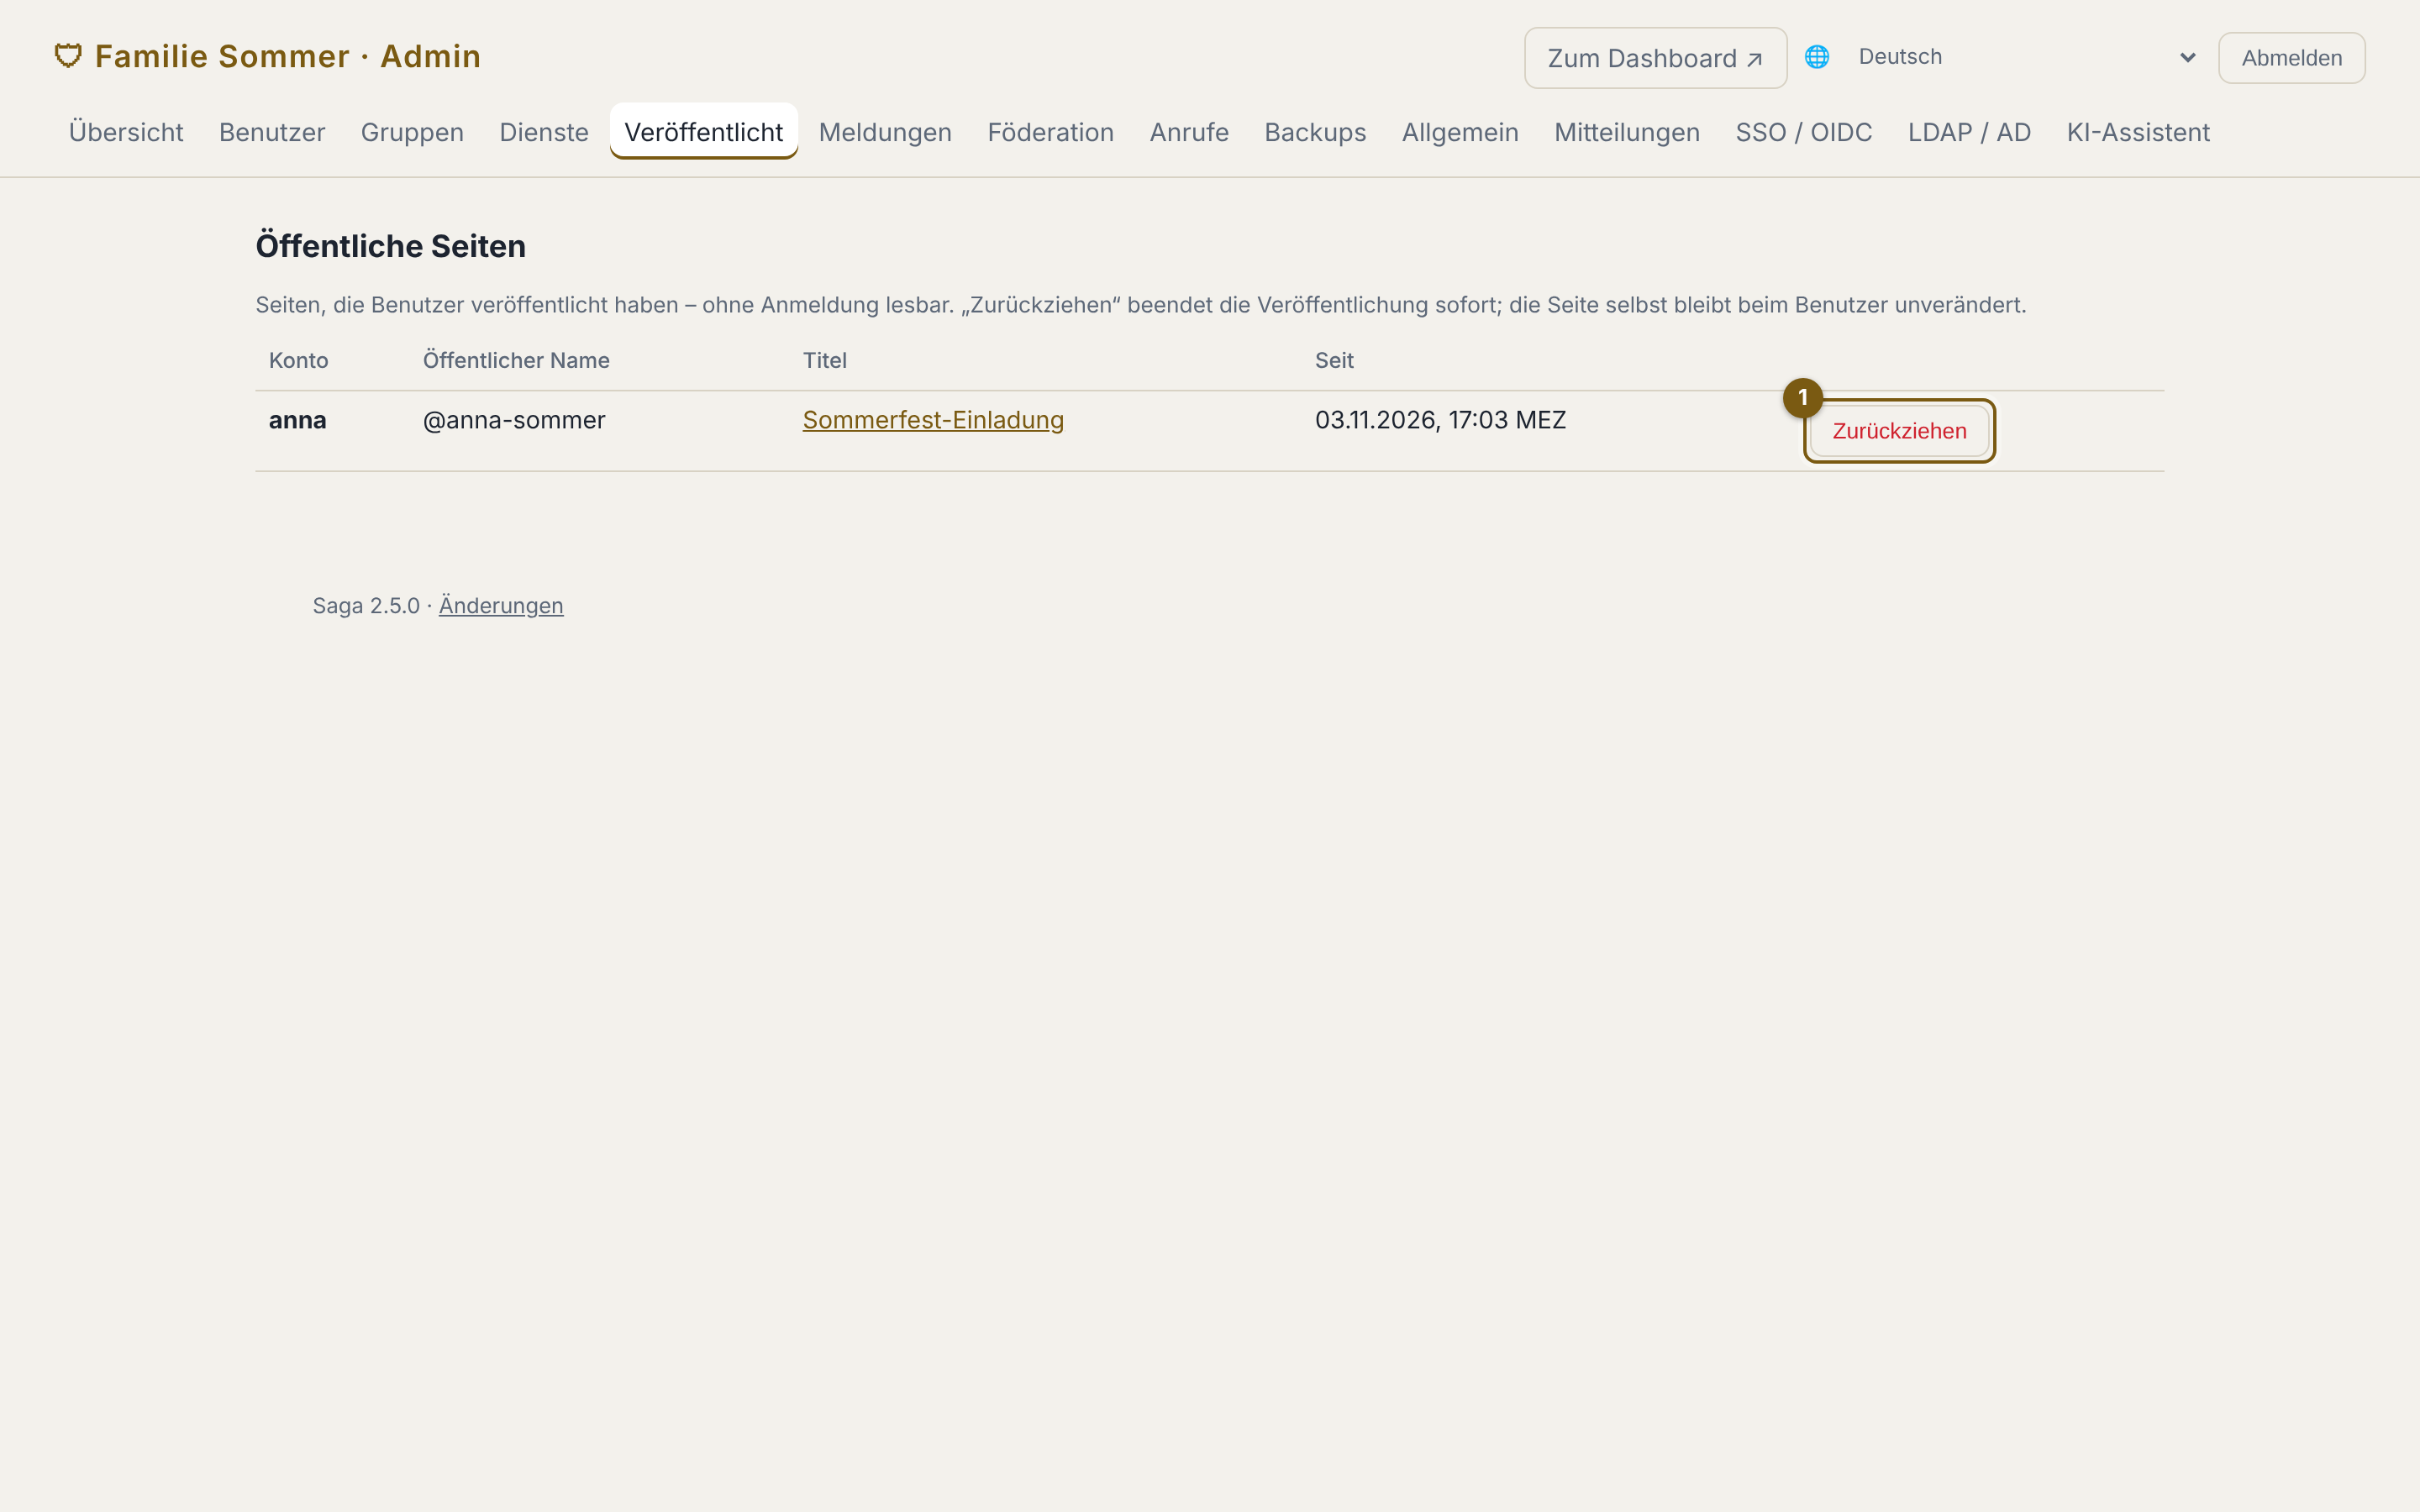 Familie Sommer · Admin
Zum Dashboard ↗
Deutsch
Abmelden
Übersicht Benutzer Gruppen Dienste Veröffentlicht Meldungen Föderation Anrufe Backups Allgemein Mitteilungen SSO / OIDC LDAP / AD KI-Assistent
Öffentliche Seiten
Seiten, die Benutzer veröffentlicht haben – ohne Anmeldung lesbar. „Zurückziehen“ beendet die Veröffentlichung sofort; die Seite selbst bleibt beim Benutzer unverändert.
Konto Öffentlicher Name Titel Seit
1
anna @anna-sommer Sommerfest-Einladung 03.11.2026, 17:03 MEZ Zurückziehen
Saga 2.5.0 · Änderungen